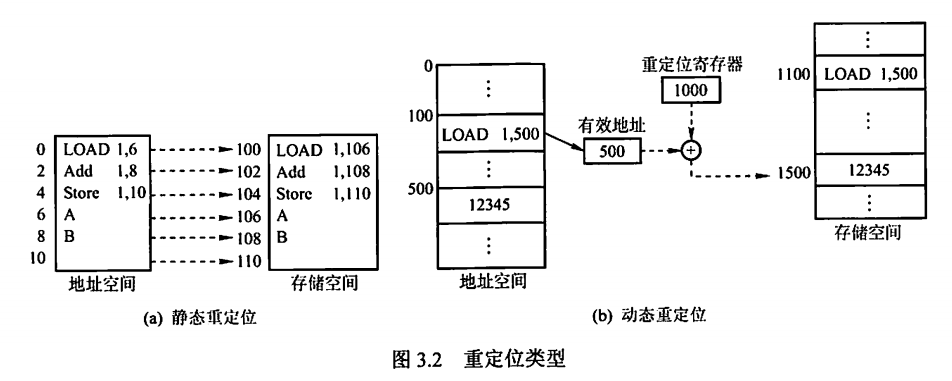 0 LOAD 1,6 100 LOAD 1,106
2 Add 1,8 102 Add 1,108
4 Store 1,10 104 Store 1,110
6 A 106 A
8 B 108 B
10 110
地址空间 存储空间
(a) 静态重定位
0
⋮
100
LOAD 1,500
⋮
500
12345
⋮
地址空间
有效地址
500
重定位寄存器
1000
+
⋮
1100 LOAD 1,500
⋮
1500 12345
⋮
存储空间
(b) 动态重定位
图 3.2 重定位类型